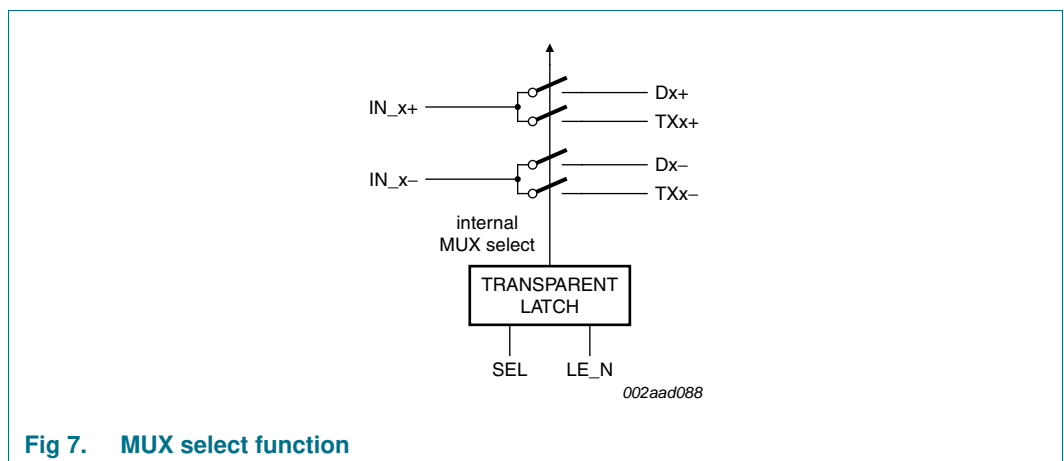 IN_x+
Dx+
TXx+
IN_x−
Dx−
TXx−
internal
MUX select
TRANSPARENT
LATCH
SEL LE_N
002aad088
Fig 7. MUX select function